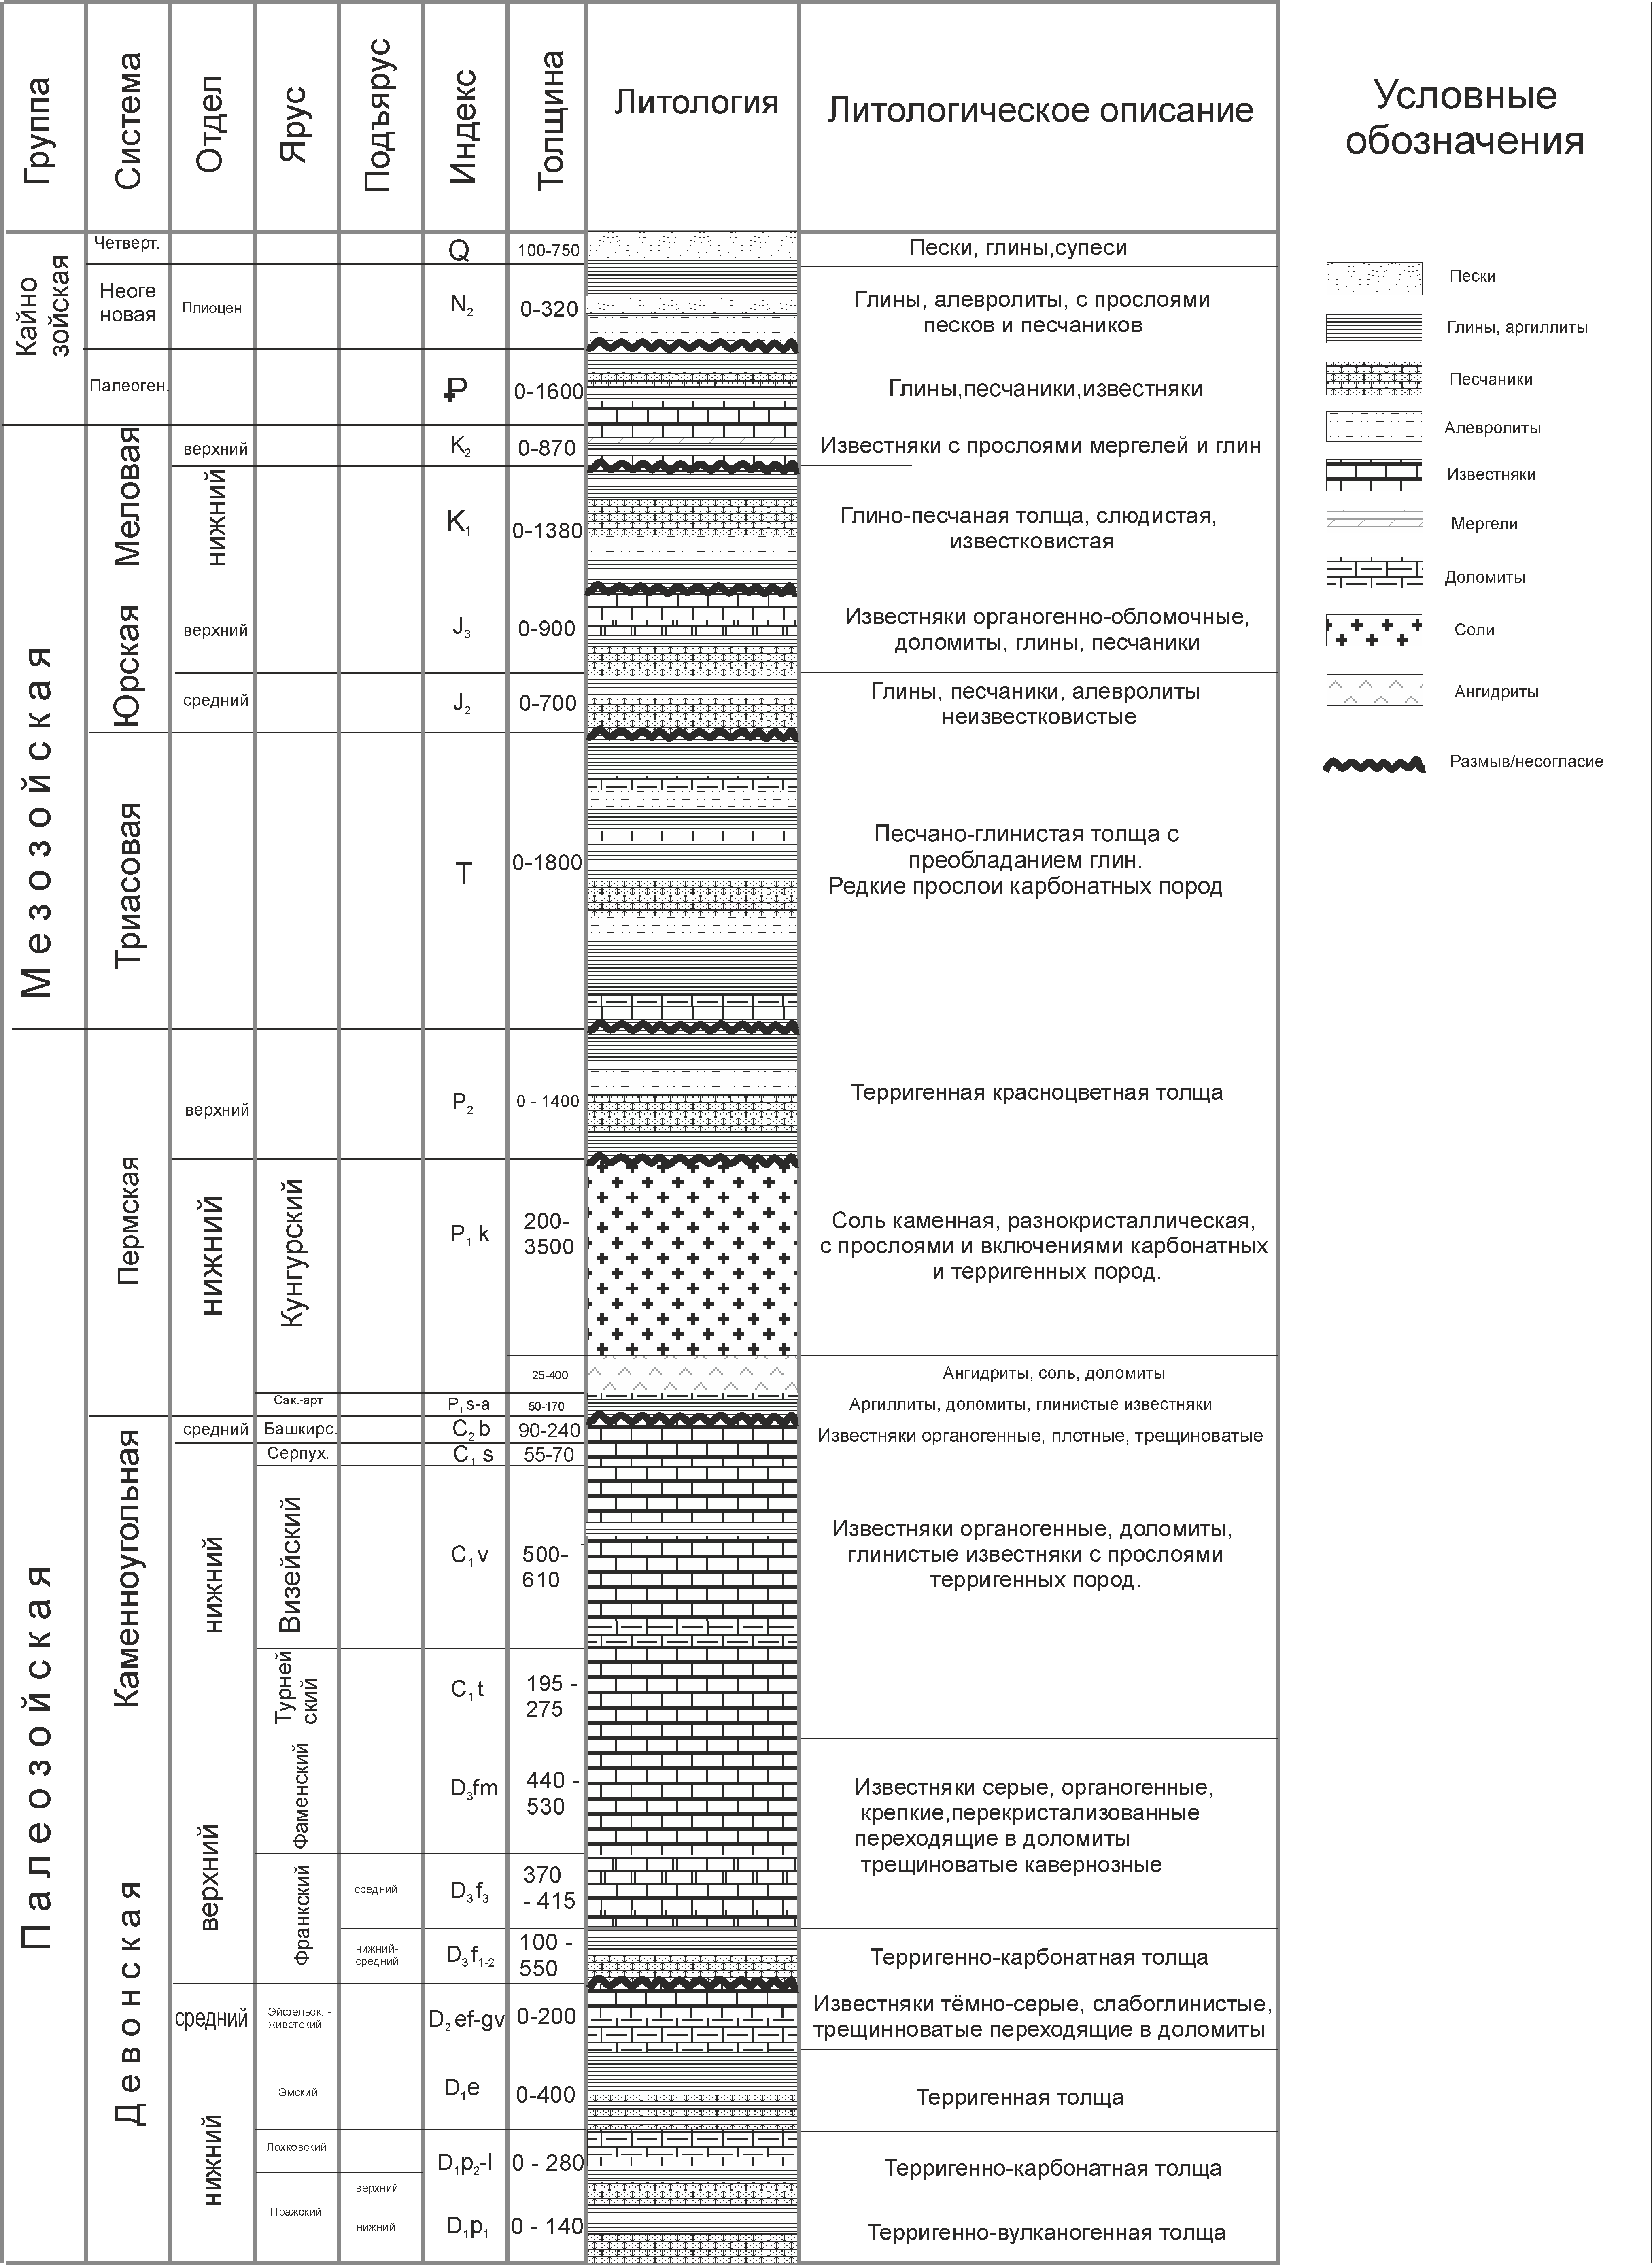 Группа
Система
Отдел
Ярус
Подъярус
Индекс
Толщина
Литология
Литологическое описание
Условные
обозначения
Кайно
зойская
Четверт.
Q
100-750
Пески, глины,супеси
Неоге
новая
Плиоцен
N2
0-320
Глины, алевролиты, с прослоями
песков и песчаников
Палеоген.
₽
0-1600
Глины,песчаники,известняки
Мезозойская
Меловая
верхний
K2
0-870
Известняки с прослоями мергелей и глин
нижний
K1
0-1380
Глино-песчаная толща, слюдистая,
известковистая
Юрская
верхний
J3
0-900
Известняки органогенно-обломочные,
доломиты, глины, песчаники
средний
J2
0-700
Глины, песчаники, алевролиты
неизвестковистые
Триасовая
T
0-1800
Песчано-глинистая толща с
преобладанием глин.
Редкие прослои карбонатных пород
Палеозойская
Пермская
верхний
P2
0 - 1400
Терригенная красноцветная толща
нижний
Кунгурский
P1 k
200-
3500
Соль каменная, разнокристаллическая,
с прослоями и включениями карбонатных
и терригенных пород.
25-400
Ангидриты, соль, доломиты
Сак.-арт
P1s-a
50-170
Аргиллиты, доломиты, глинистые известняки
Каменноугольная
средний
Башкирс.
C2b
90-240
Известняки органогенные, плотные, трещиноватые
нижний
Серпух.
C1 s
55-70
Визейский
C1v
500-
610
Известняки органогенные, доломиты,
глинистые известняки с прослоями
терригенных пород.
Турней
ский
C1t
195 -
275
Девонская
верхний
Фаменский
D3fm
440 -
530
Известняки серые, органогенные,
крепкие,перекристализованные
переходящие в доломиты
трещиноватые кавернозные
Франкский
средний
D3f3
370
- 415
нижний-
средний
D3f1-2
100 -
550
Терригенно-карбонатная толща
средний
Эйфельск. -
живетский
D2ef-gv
0-200
Известняки тёмно-серые, слабоглинистые,
трещинноватые переходящие в доломиты
нижний
Эмский
D1e
0-400
Терригенная толща
Лохковский
D1p2-l
0 - 280
Терригенно-карбонатная толща
Пражский
верхний
нижний
D1p1
0 - 140
Терригенно-вулканогенная толща
Пески
Глины, аргиллиты
Песчаники
Алевролиты
Известняки
Мергели
Доломиты
Соли
Ангидриты
Размыв/несогласие